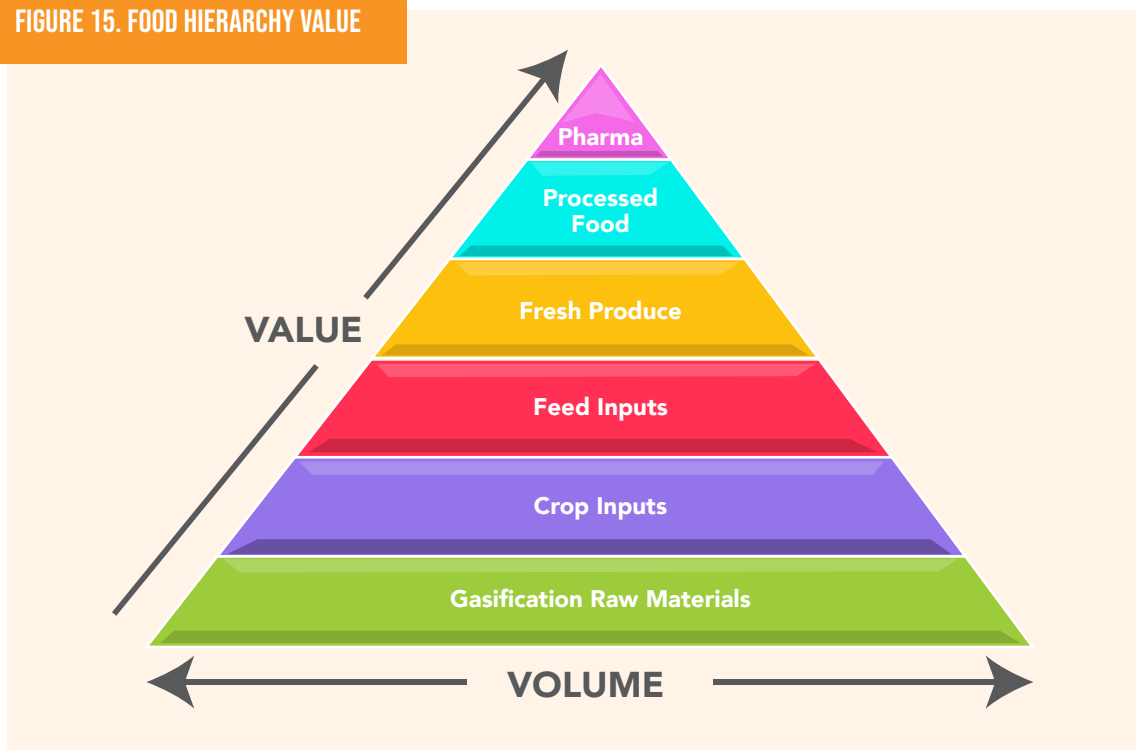 FIGURE 15. FOOD HIERARCHY VALUE
Pharma
Processed
Food
Fresh Produce
VALUE
Feed Inputs
Crop Inputs
Gasification Raw Materials
VOLUME